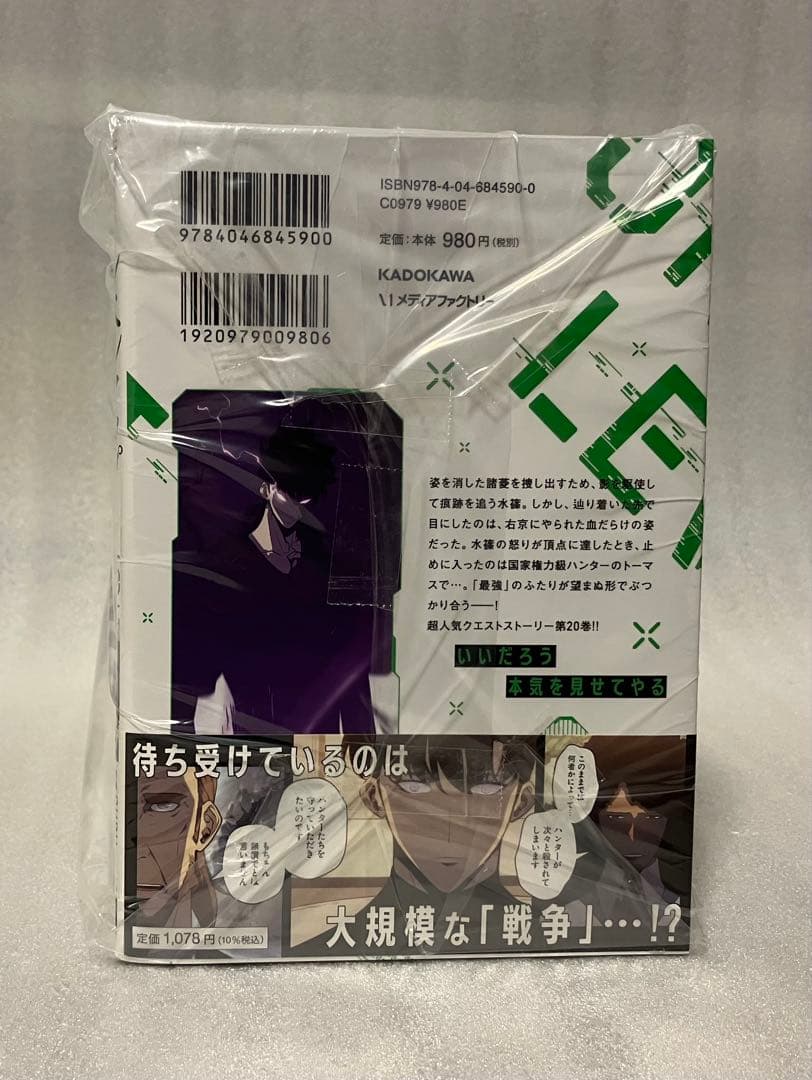 ISBN978-4-04-684590-0
C0979 ¥980E
9784046845900
定価:本体 980円(税別)
KADOKAWA
メディアファクトリー
1920979009806
姿を消した諸菱を捜し出すため、影を駆使し
て痕跡を追う水篠。しかし、辿り着いた先で
目にしたのは、右京にやられた血だらけの姿
だった。水篠の怒りが頂点に達したとき、止
めに入ったのは国家権力級ハンターのトーマ
スで…。「最強」のふたりが望まぬ形でぶつ
かり合う――!
超人気クエストストーリー第20巻!!
いいだろう
本気を見せてやる
待ち受けているのは
このままでは
何者かによって…
ハンターが
次々と殺されて
しまいます
ハンターたちを
守っていただき
たいのです
もちろん
無償でとは
言いません
大規模な「戦争」…!?
定価 1,078円(10%税込)